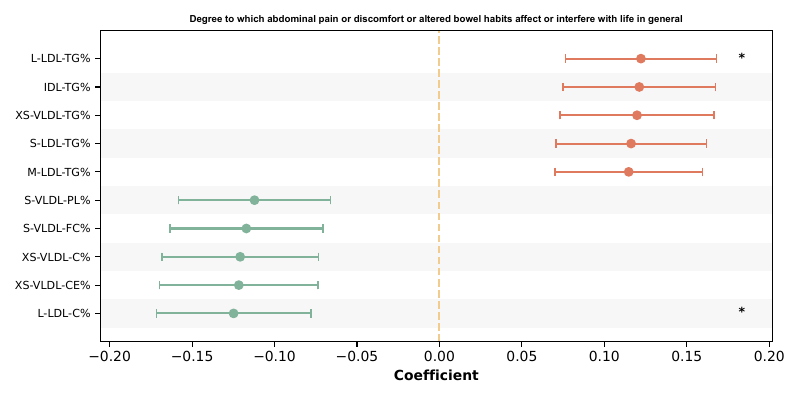 Degree to which abdominal pain or discomfort or altered bowel habits affect or interfere with life in general
L-LDL-TG% *
IDL-TG%
XS-VLDL-TG%
S-LDL-TG%
M-LDL-TG%
S-VLDL-PL%
S-VLDL-FC%
XS-VLDL-C%
XS-VLDL-CE%
L-LDL-C% *
−0.20 −0.15 −0.10 −0.05 0.00 0.05 0.10 0.15 0.20
Coefficient